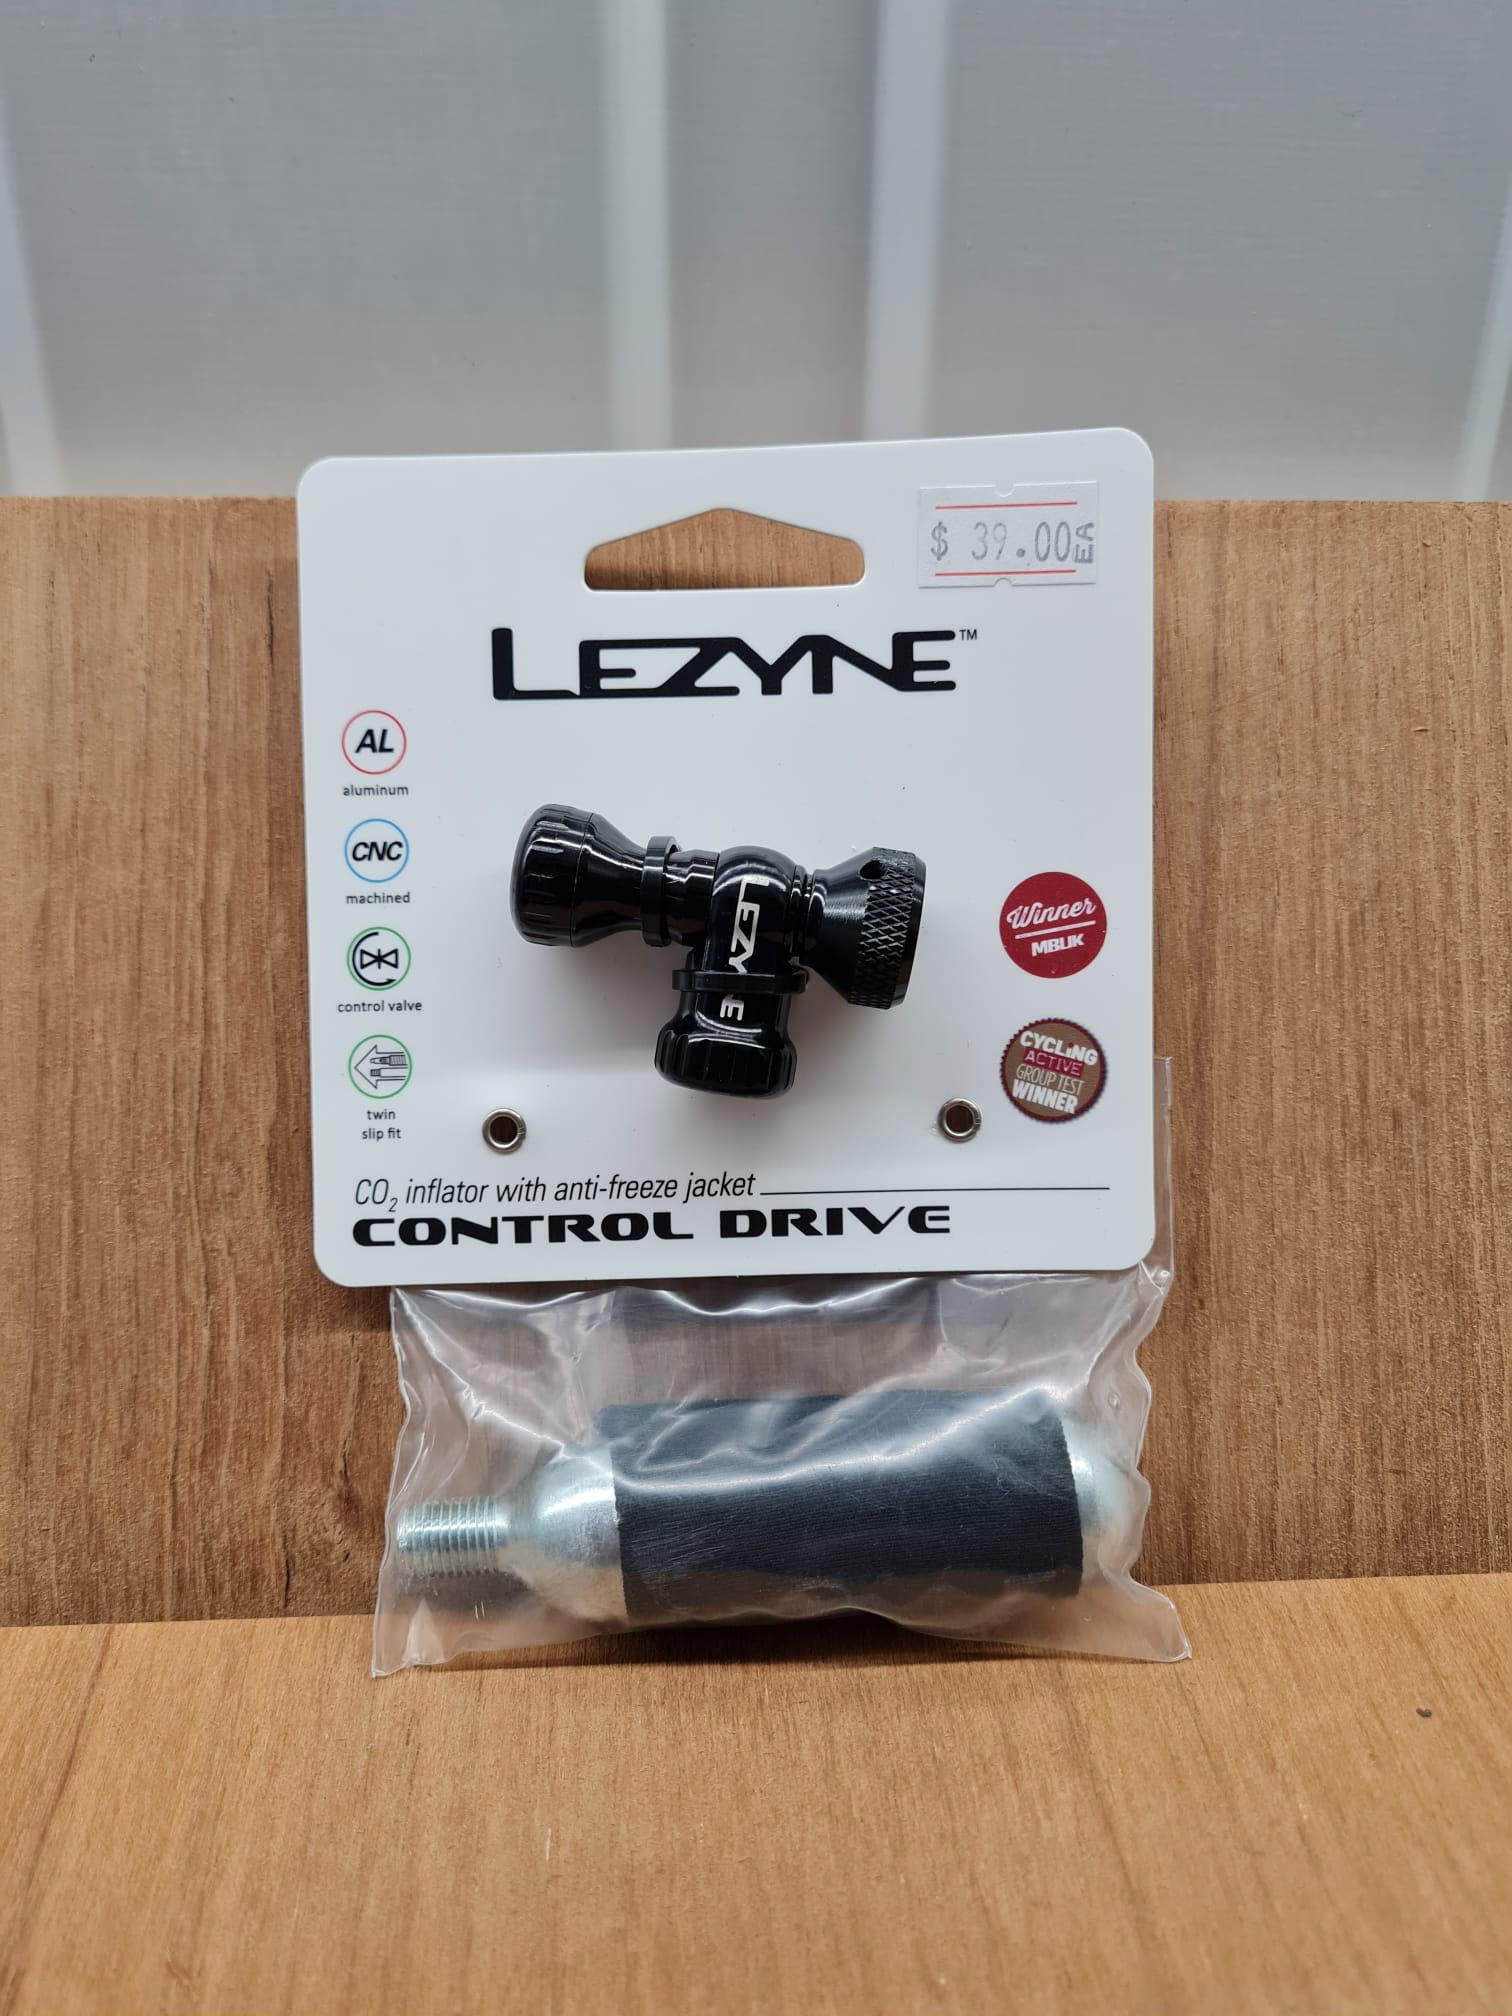 $ 39.00EA
LEZYNE™
AL
aluminum
CNC
machined
control valve
twin
slip fit
LEZYNE
Winner
MBUK
CYCLiNG
ACTIVE
GROUP TEST
WINNER
CO₂ inflator with anti-freeze jacket
CONTROL DRIVE